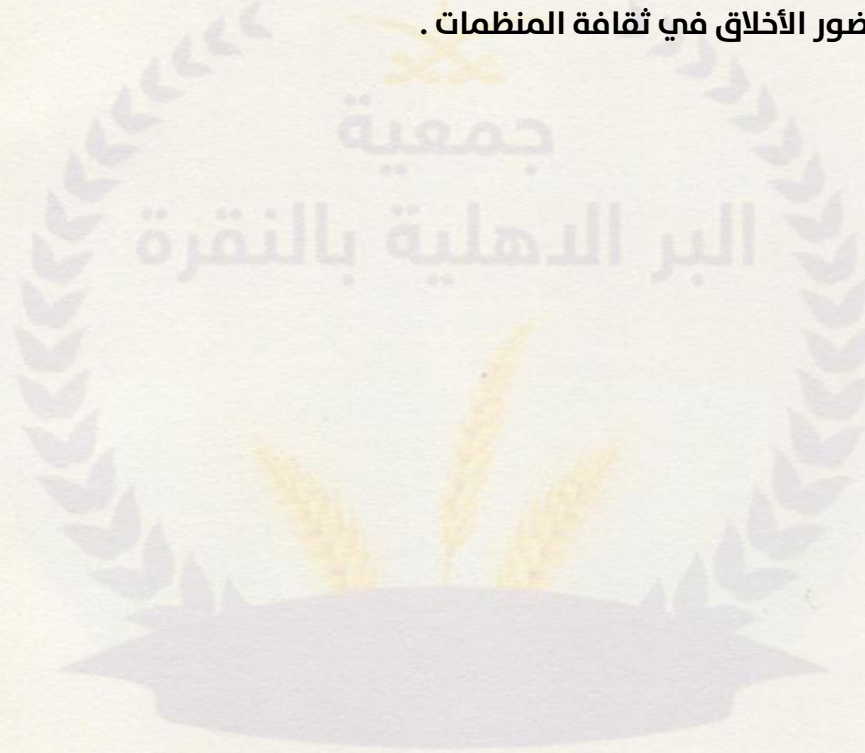 ضور الأخلاق في ثقافة المنظمات .
جمعية
البر الاهلية بالنقرة